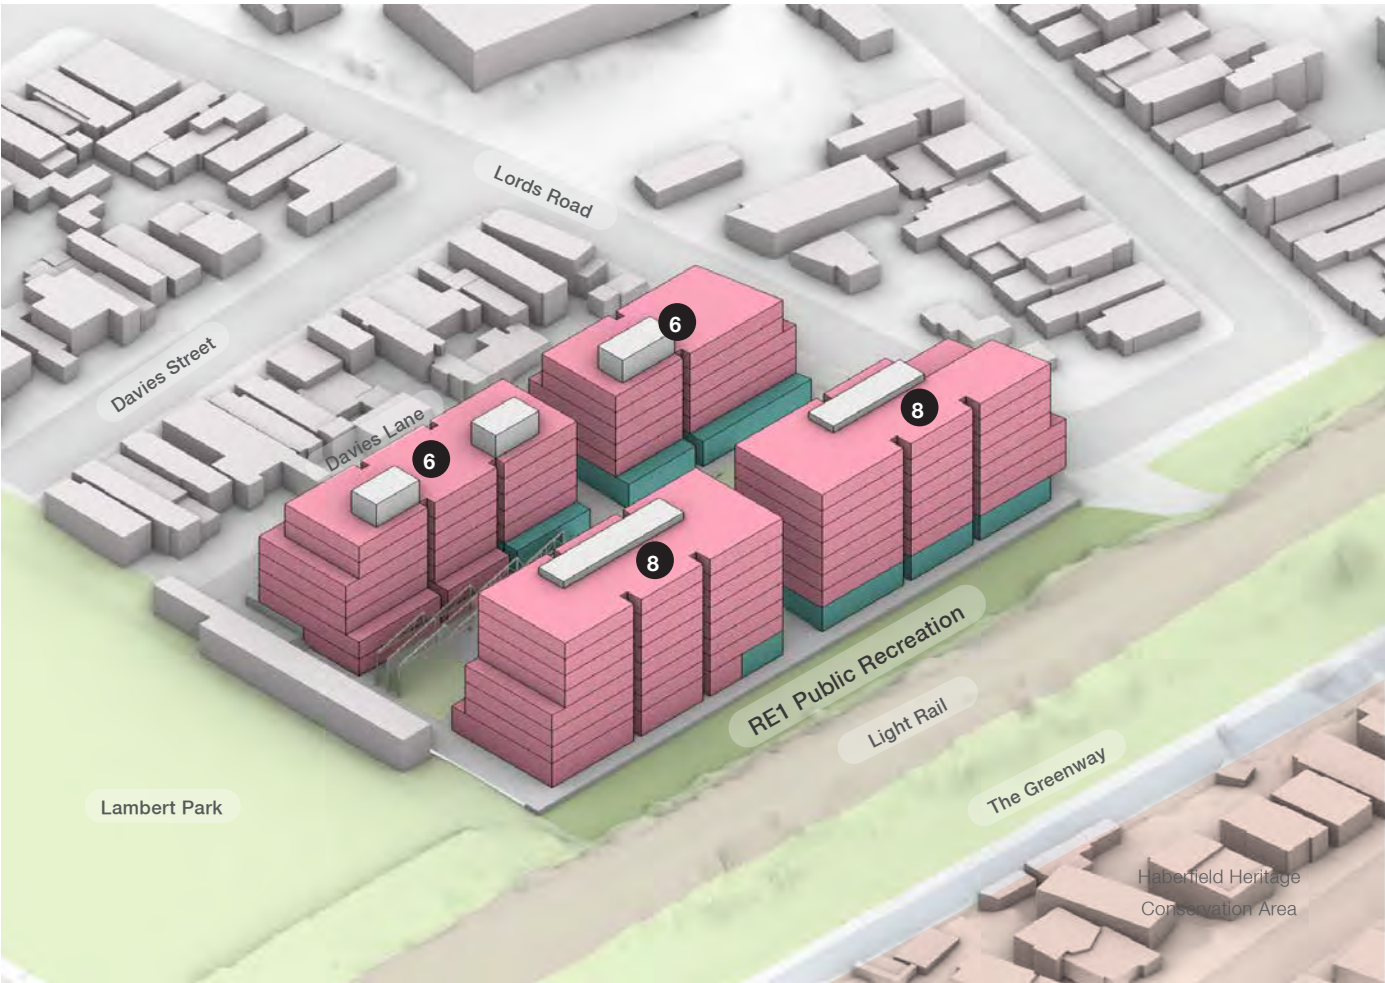 Lords Road
6
Davies Street
8
Davies Lane
6
8
RE1 Public Recreation
Light Rail
The Greenway
Lambert Park
Haberfield Heritage
Conservation Area